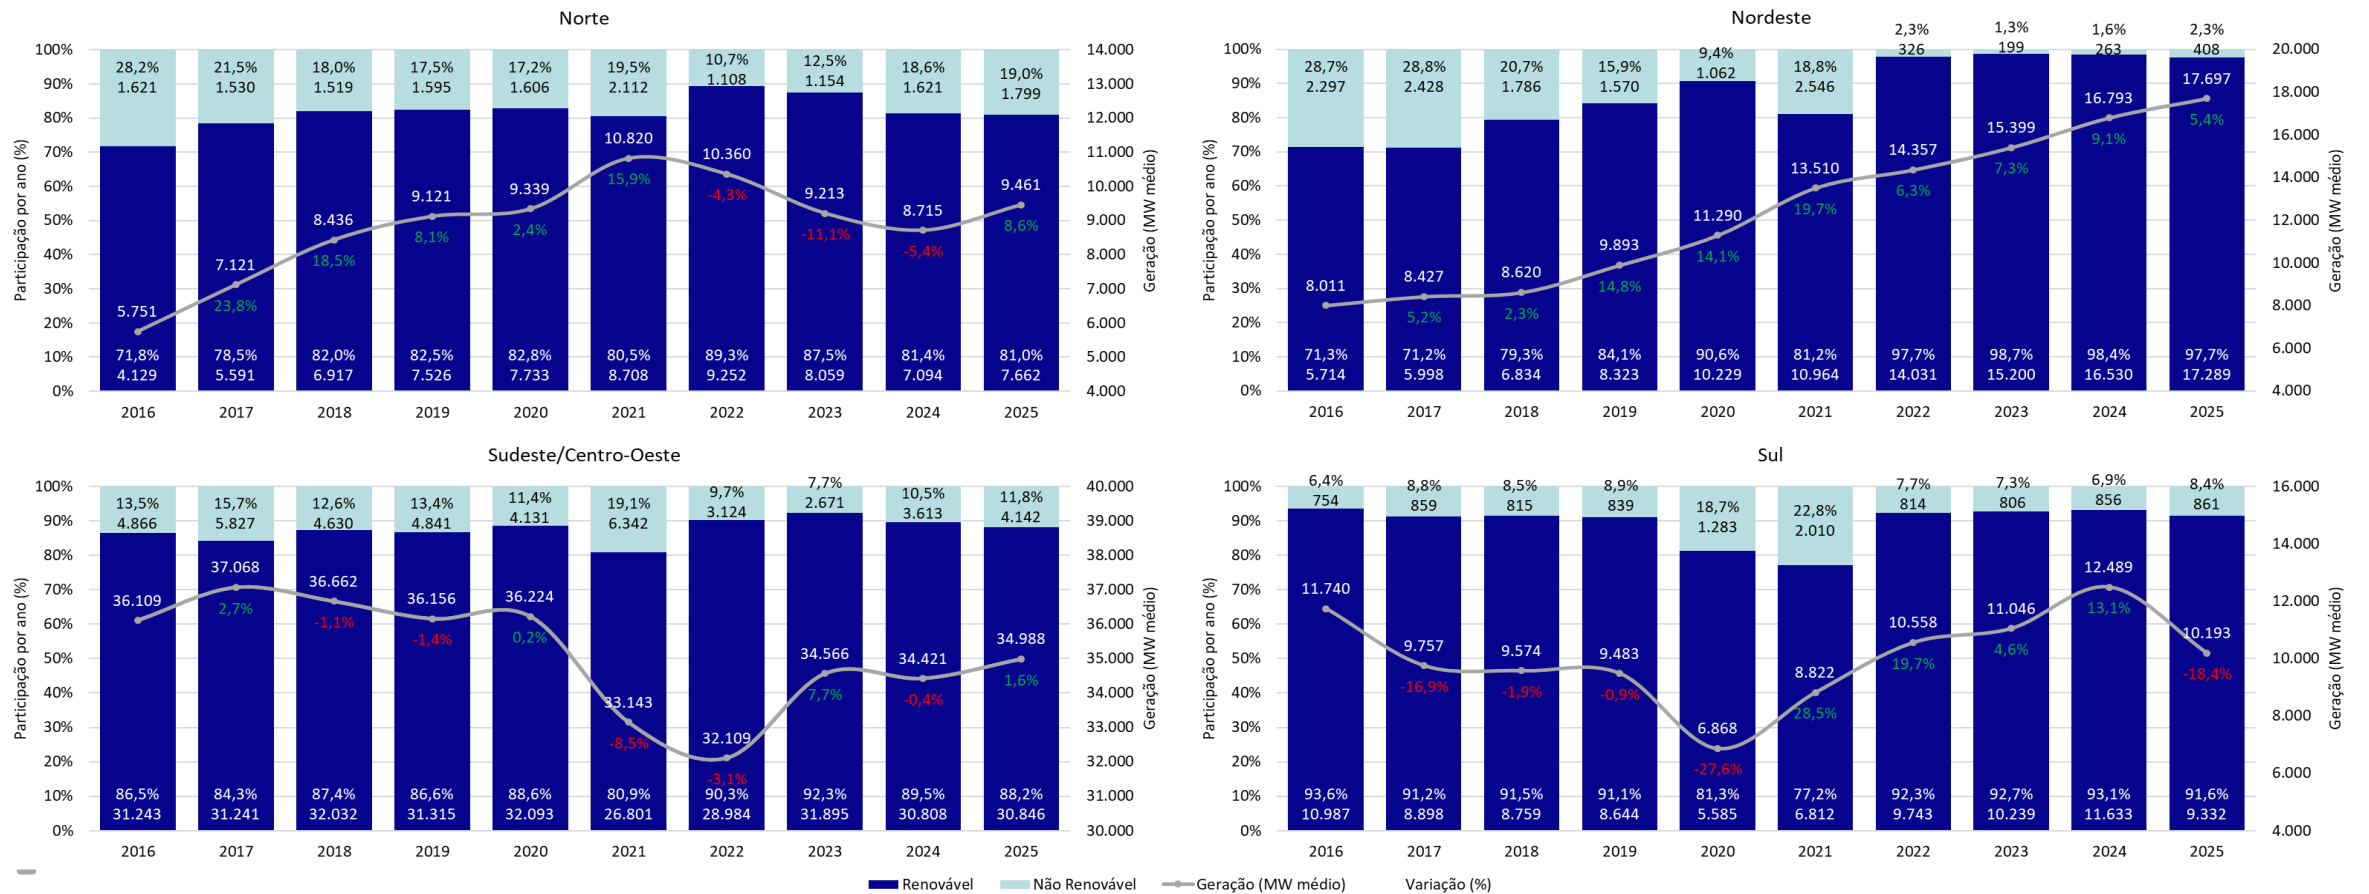 Norte
100%
90%
80%
70%
60%
50%
40%
30%
20%
10%
0%
Participação por ano (%)
28,2% 21,5% 18,0% 17,5% 17,2% 19,5% 10,7% 12,5% 18,6% 19,0%
1.621 1.530 1.519 1.595 1.606 2.112 1.108 1.154 1.621 1.799
5.751 7.121 8.436 9.121 9.339 10.820 10.360 9.213 8.715 9.461
23,8% 18,5% 8,1% 2,4% 15,9% -4,3% -11,1% -5,4% 8,6%
71,8% 78,5% 82,0% 82,5% 82,8% 80,5% 89,3% 87,5% 81,4% 81,0%
4.129 5.591 6.917 7.526 7.733 8.708 9.252 8.059 7.094 7.662
2016 2017 2018 2019 2020 2021 2022 2023 2024 2025
14.000
13.000
12.000
11.000
10.000
9.000
8.000
7.000
6.000
5.000
4.000
Geração (MW médio)
Nordeste
100%
90%
80%
70%
60%
50%
40%
30%
20%
10%
0%
Participação por ano (%)
28,7% 28,8% 20,7% 15,9% 9,4% 18,8% 2,3% 1,3% 1,6% 2,3%
2.297 2.428 1.786 1.570 1.062 2.546 326 199 263 408
8.011 8.427 8.620 9.893 11.290 13.510 14.357 15.399 16.793 17.697
5,2% 2,3% 14,8% 14,1% 19,7% 6,3% 7,3% 9,1% 5,4%
71,3% 71,2% 79,3% 84,1% 90,6% 81,2% 97,7% 98,7% 98,4% 97,7%
5.714 5.998 6.834 8.323 10.229 10.964 14.031 15.200 16.530 17.289
2016 2017 2018 2019 2020 2021 2022 2023 2024 2025
20.000
18.000
16.000
14.000
12.000
10.000
8.000
6.000
4.000
Geração (MW médio)
Sudeste/Centro-Oeste
100%
90%
80%
70%
60%
50%
40%
30%
20%
10%
0%
Participação por ano (%)
13,5% 15,7% 12,6% 13,4% 11,4% 19,1% 9,7% 7,7% 10,5% 11,8%
4.866 5.827 4.630 4.841 4.131 6.342 3.124 2.671 3.613 4.142
36.109 37.068 36.662 36.156 36.224 33.143 32.109 34.566 34.421 34.988
2,7% -1,1% -1,4% 0,2% -8,5% -3,1% 7,7% -0,4% 1,6%
86,5% 84,3% 87,4% 86,6% 88,6% 80,9% 90,3% 92,3% 89,5% 88,2%
31.243 31.241 32.032 31.315 32.093 26.801 28.984 31.895 30.808 30.846
2016 2017 2018 2019 2020 2021 2022 2023 2024 2025
40.000
39.000
38.000
37.000
36.000
35.000
34.000
33.000
32.000
31.000
30.000
Geração (MW médio)
Sul
100%
90%
80%
70%
60%
50%
40%
30%
20%
10%
0%
Participação por ano (%)
6,4% 8,8% 8,5% 8,9% 18,7% 22,8% 7,7% 7,3% 6,9% 8,4%
754 859 815 839 1.283 2.010 814 806 856 861
11.740 9.757 9.574 9.483 6.868 8.822 10.558 11.046 12.489 10.193
-16,9% -1,9% -0,9% -27,6% 28,5% 19,7% 4,6% 13,1% -18,4%
93,6% 91,2% 91,5% 91,1% 81,3% 77,2% 92,3% 92,7% 93,1% 91,6%
10.987 8.898 8.759 8.644 5.585 6.812 9.743 10.239 11.633 9.332
2016 2017 2018 2019 2020 2021 2022 2023 2024 2025
16.000
14.000
12.000
10.000
8.000
6.000
4.000
Geração (MW médio)
Renovável Não Renovável Geração (MW médio) Variação (%)